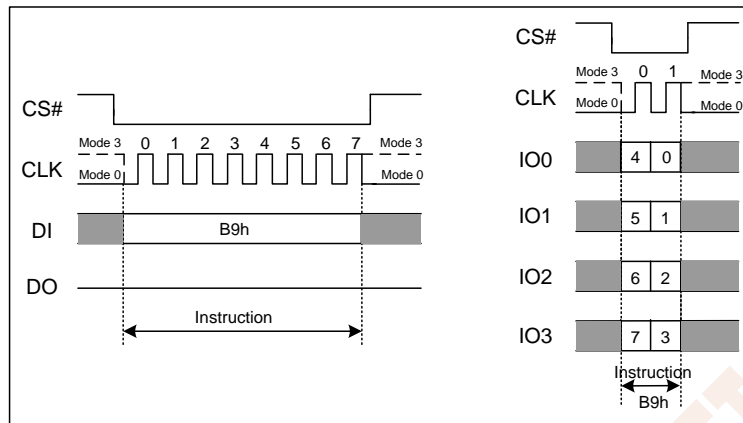 CS#
Mode 3 0 1 2 3 4 5 6 7 Mode 3
CLK
Mode 0 Mode 0
DI B9h
DO
Instruction
CS#
Mode 3 0 1 Mode 3
CLK
Mode 0 Mode 0
IO0 4 0
IO1 5 1
IO2 6 2
IO3 7 3
Instruction
B9h